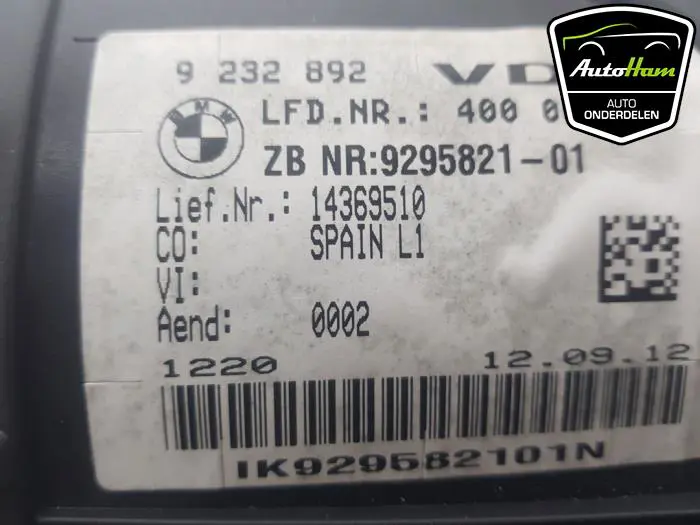 9 232 892
BMW
LFD.NR.: 400
ZB NR:9295821-01
Lief.Nr.: 14369510
CO: SPAIN L1
VI:
Aend: 0002
1220 12.09.12
IK929582101N
AutoHam
AUTO
ONDERDELEN